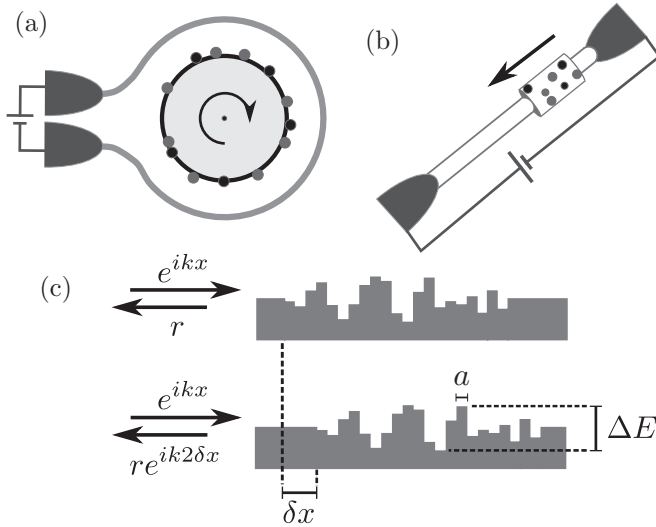 (a)
(b)
(c)
e^{ikx}
r
e^{ikx}
re^{ik2δx}
a
ΔE
δx